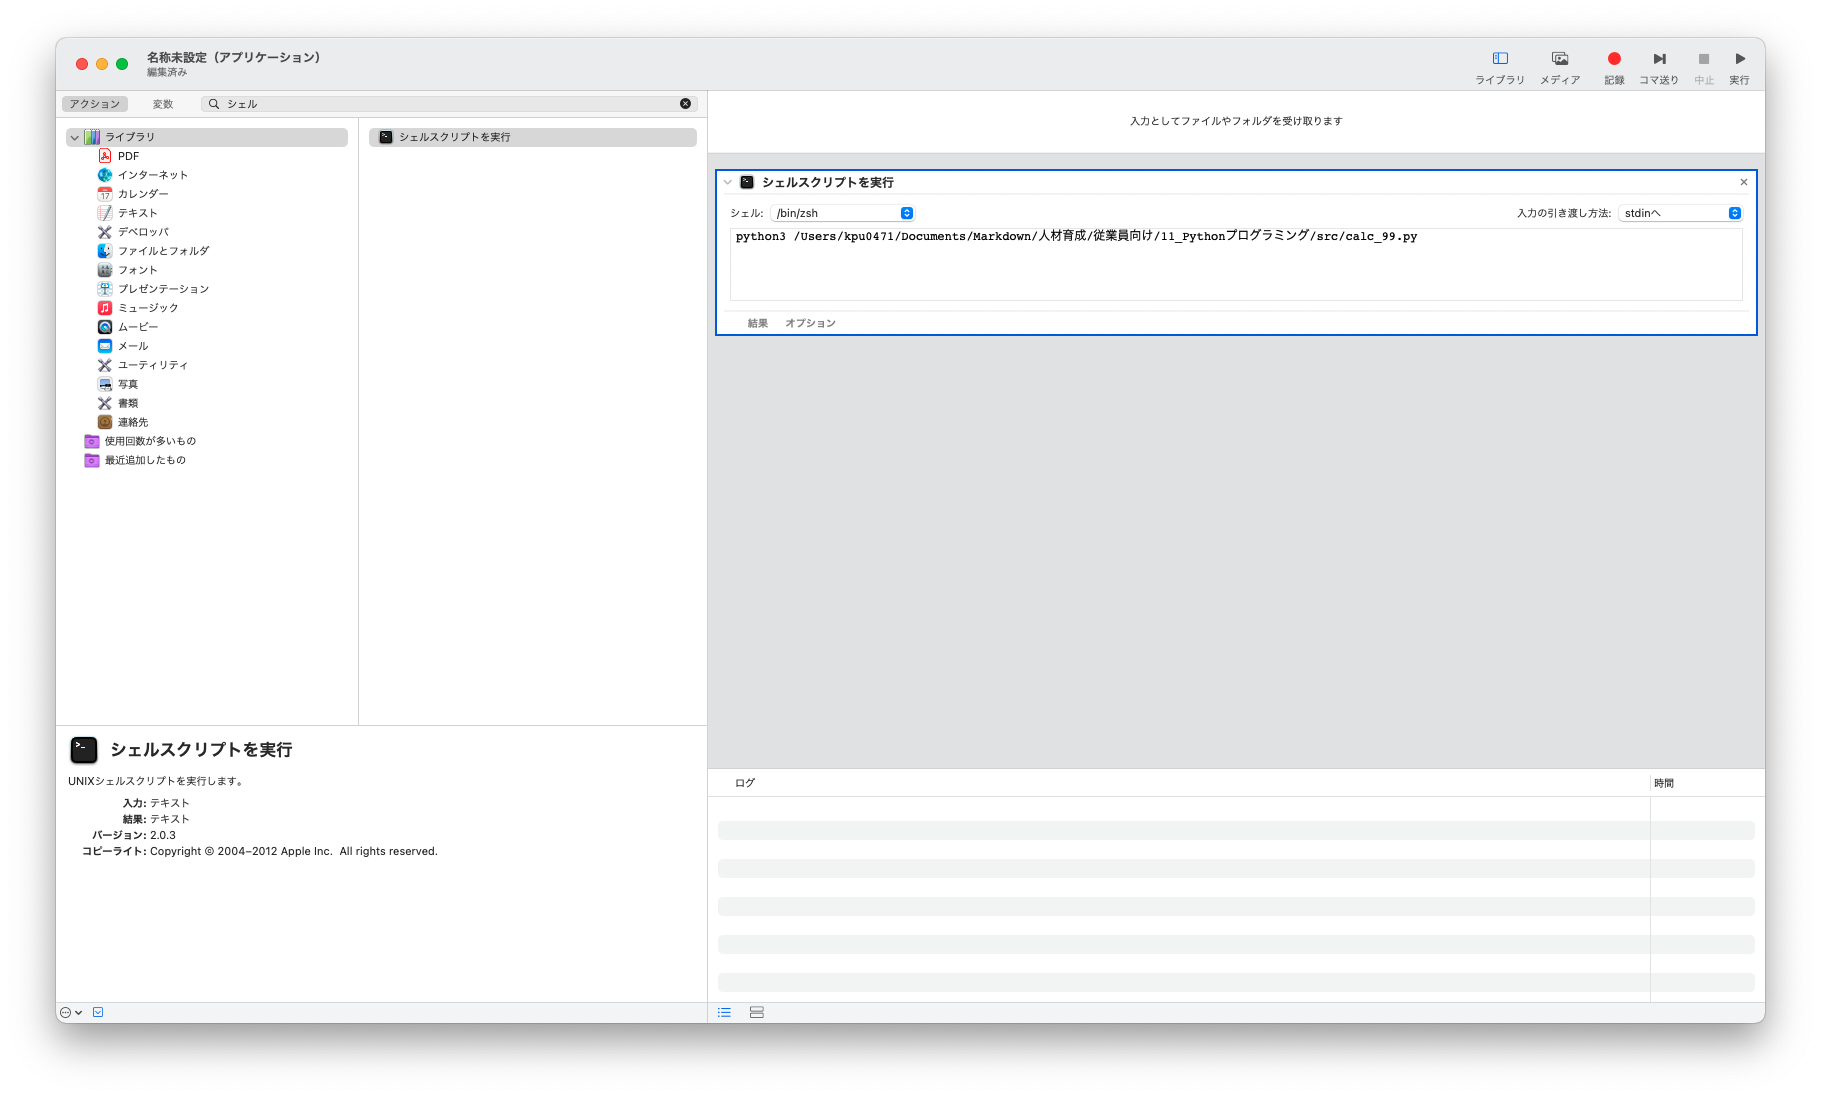 名称未設定（アプリケーション）
編集済み
ライブラリ
メディア
記録
コマ送り
中止
実行
アクション
変数
シェル
ライブラリ
PDF
インターネット
カレンダー
テキスト
デベロッパ
ファイルとフォルダ
フォント
プレゼンテーション
ミュージック
ムービー
メール
ユーティリティ
写真
書類
連絡先
使用回数が多いもの
最近追加したもの
シェルスクリプトを実行
入力としてファイルやフォルダを受け取ります
シェルスクリプトを実行
シェル: /bin/zsh
入力の引き渡し方法: stdinへ
python3 /Users/kpu0471/Documents/Markdown/人材育成/従業員向け/11_Pythonプログラミング/src/calc_99.py
結果 オプション
シェルスクリプトを実行
UNIXシェルスクリプトを実行します。
入力: テキスト
結果: テキスト
バージョン: 2.0.3
コピーライト: Copyright © 2004–2012 Apple Inc. All rights reserved.
ログ
時間